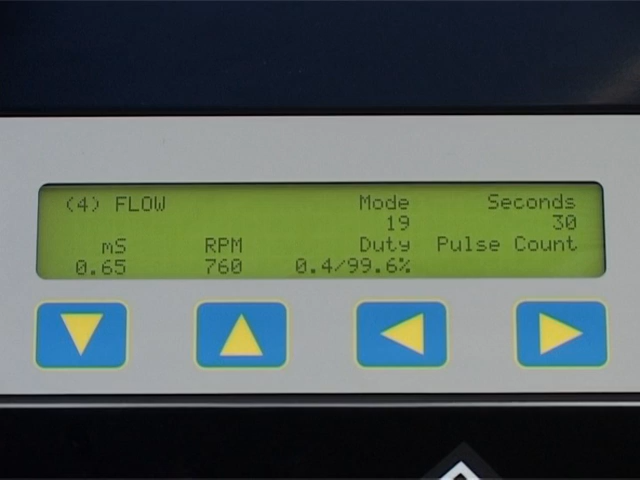 (4) FLOW Mode Seconds
19 30
mS RPM Duty Pulse Count
0.65 760 0.4/99.6%